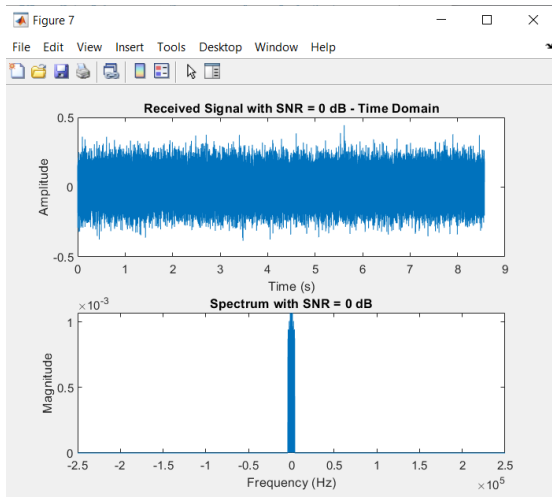 Figure 7
File Edit View Insert Tools Desktop Window Help
Received Signal with SNR = 0 dB - Time Domain
0.5
0
-0.5
Amplitude
0 1 2 3 4 5 6 7 8 9
Time (s)
×10⁻³
Spectrum with SNR = 0 dB
1
0.5
0
Magnitude
-2.5 -2 -1.5 -1 -0.5 0 0.5 1 1.5 2 2.5
Frequency (Hz)
×10⁵